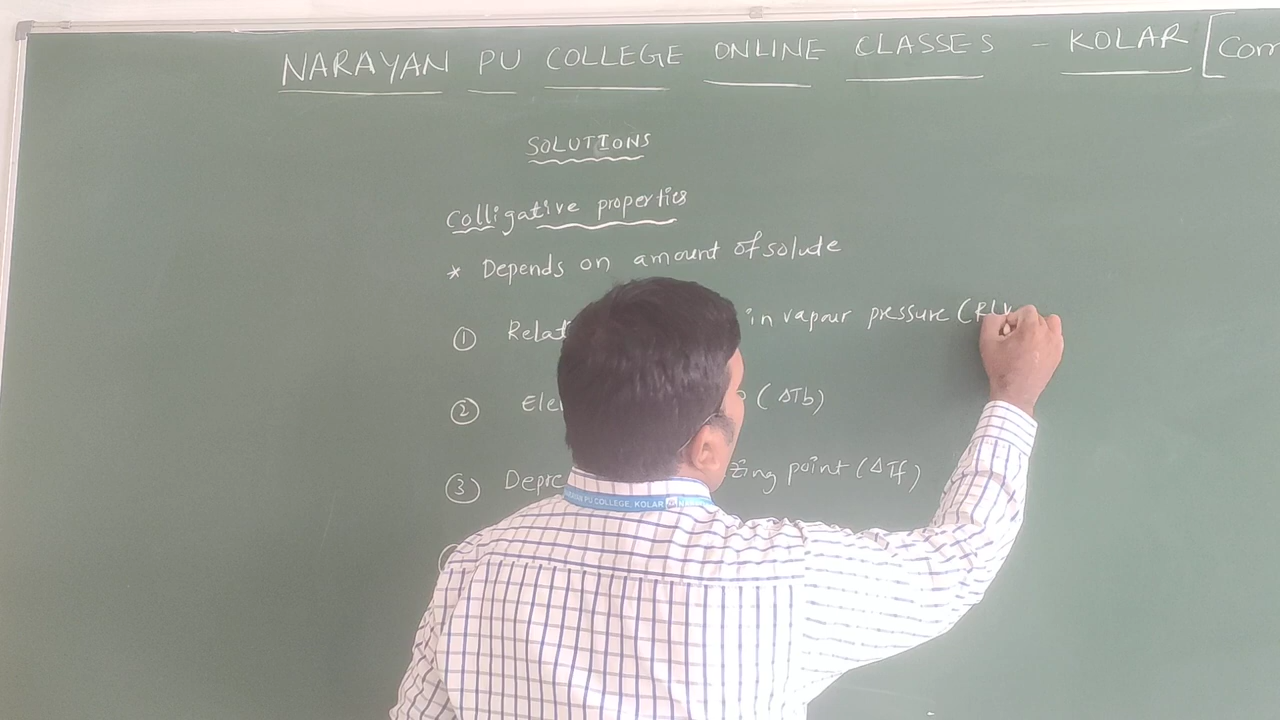 NARAYAN PU COLLEGE ONLINE CLASSES - KOLAR [Com
SOLUTIONS
Colligative properties
* Depends on amount of solute
① Relat in vapour pressure (RLV
② Ele (ΔTb)
③ Depre zing point (ΔTf)
NARAYAN PU COLLEGE, KOLAR